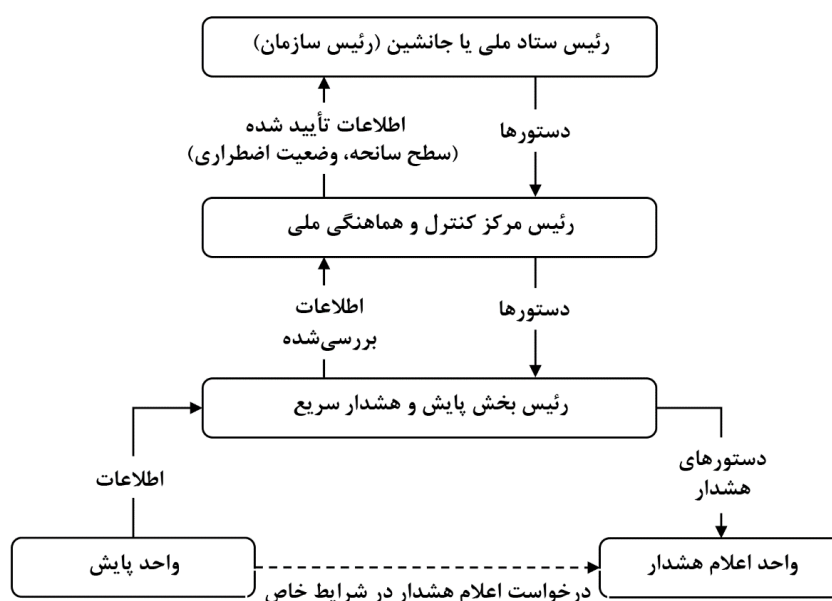 رئیس ستاد ملی یا جانشین (رئیس سازمان)
دستورها
اطلاعات تأیید شده
(سطح سانحه، وضعیت اضطراری)
رئیس مرکز کنترل و هماهنگی ملی
دستورها
اطلاعات
بررسی‌شده
رئیس بخش پایش و هشدار سریع
دستورهای
هشدار
اطلاعات
واحد اعلام هشدار
واحد پایش
درخواست اعلام هشدار در شرایط خاص